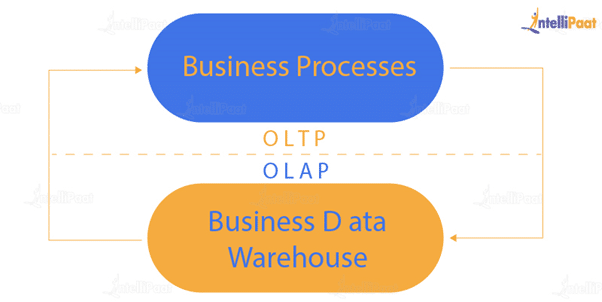 intelliPaat
Business Processes
OLTP
OLAP
Business D ata
Warehouse